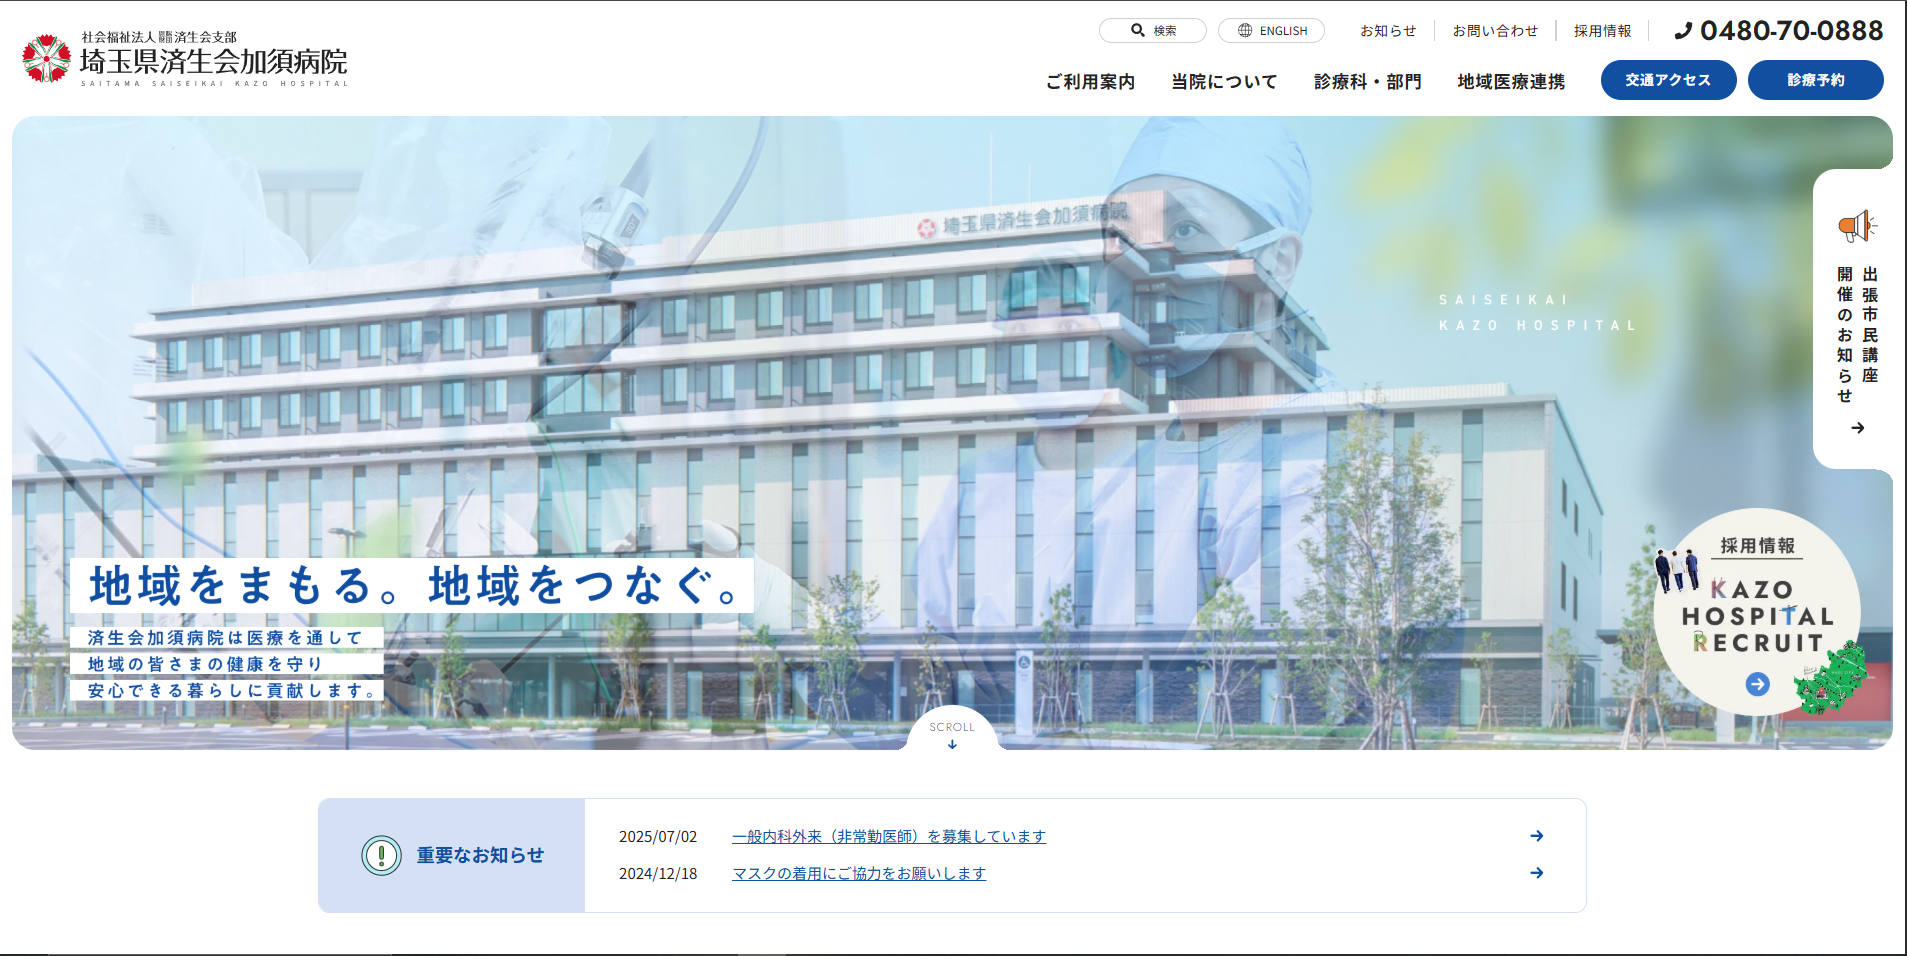 社会福祉法人 恩賜財団 済生会支部
埼玉県済生会加須病院
SAITAMA SAISEIKAI KAZO HOSPITAL
検索
ENGLISH
お知らせ
お問い合わせ
採用情報
0480-70-0888
ご利用案内
当院について
診療科・部門
地域医療連携
交通アクセス
診療予約
埼玉県済生会加須病院
SAISEIKAI
KAZO HOSPITAL
出張市民講座
開催のお知らせ
地域をまもる。地域をつなぐ。
済生会加須病院は医療を通して
地域の皆さまの健康を守り
安心できる暮らしに貢献します。
採用情報
KAZO
HOSPITAL
RECRUIT
SCROLL
重要なお知らせ
2025/07/02 一般内科外来（非常勤医師）を募集しています
2024/12/18 マスクの着用にご協力をお願いします